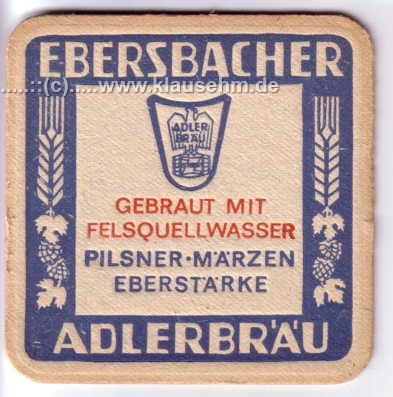 EBERSBACHER
.....::(c)....www.klausehm.de
ADLER
BRÄU
GEBRAUT MIT
FELSQUELLWASSER
PILSNER·MÄRZEN
EBERSTÄRKE
ADLERBRÄU